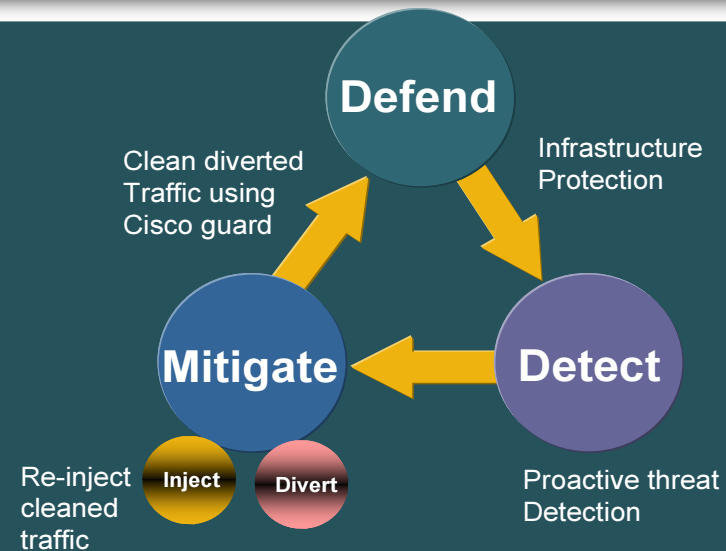 Defend
Clean diverted
Traffic using
Cisco guard
Infrastructure
Protection
Mitigate
Detect
Re-inject
cleaned
traffic
Inject
Divert
Proactive threat
Detection